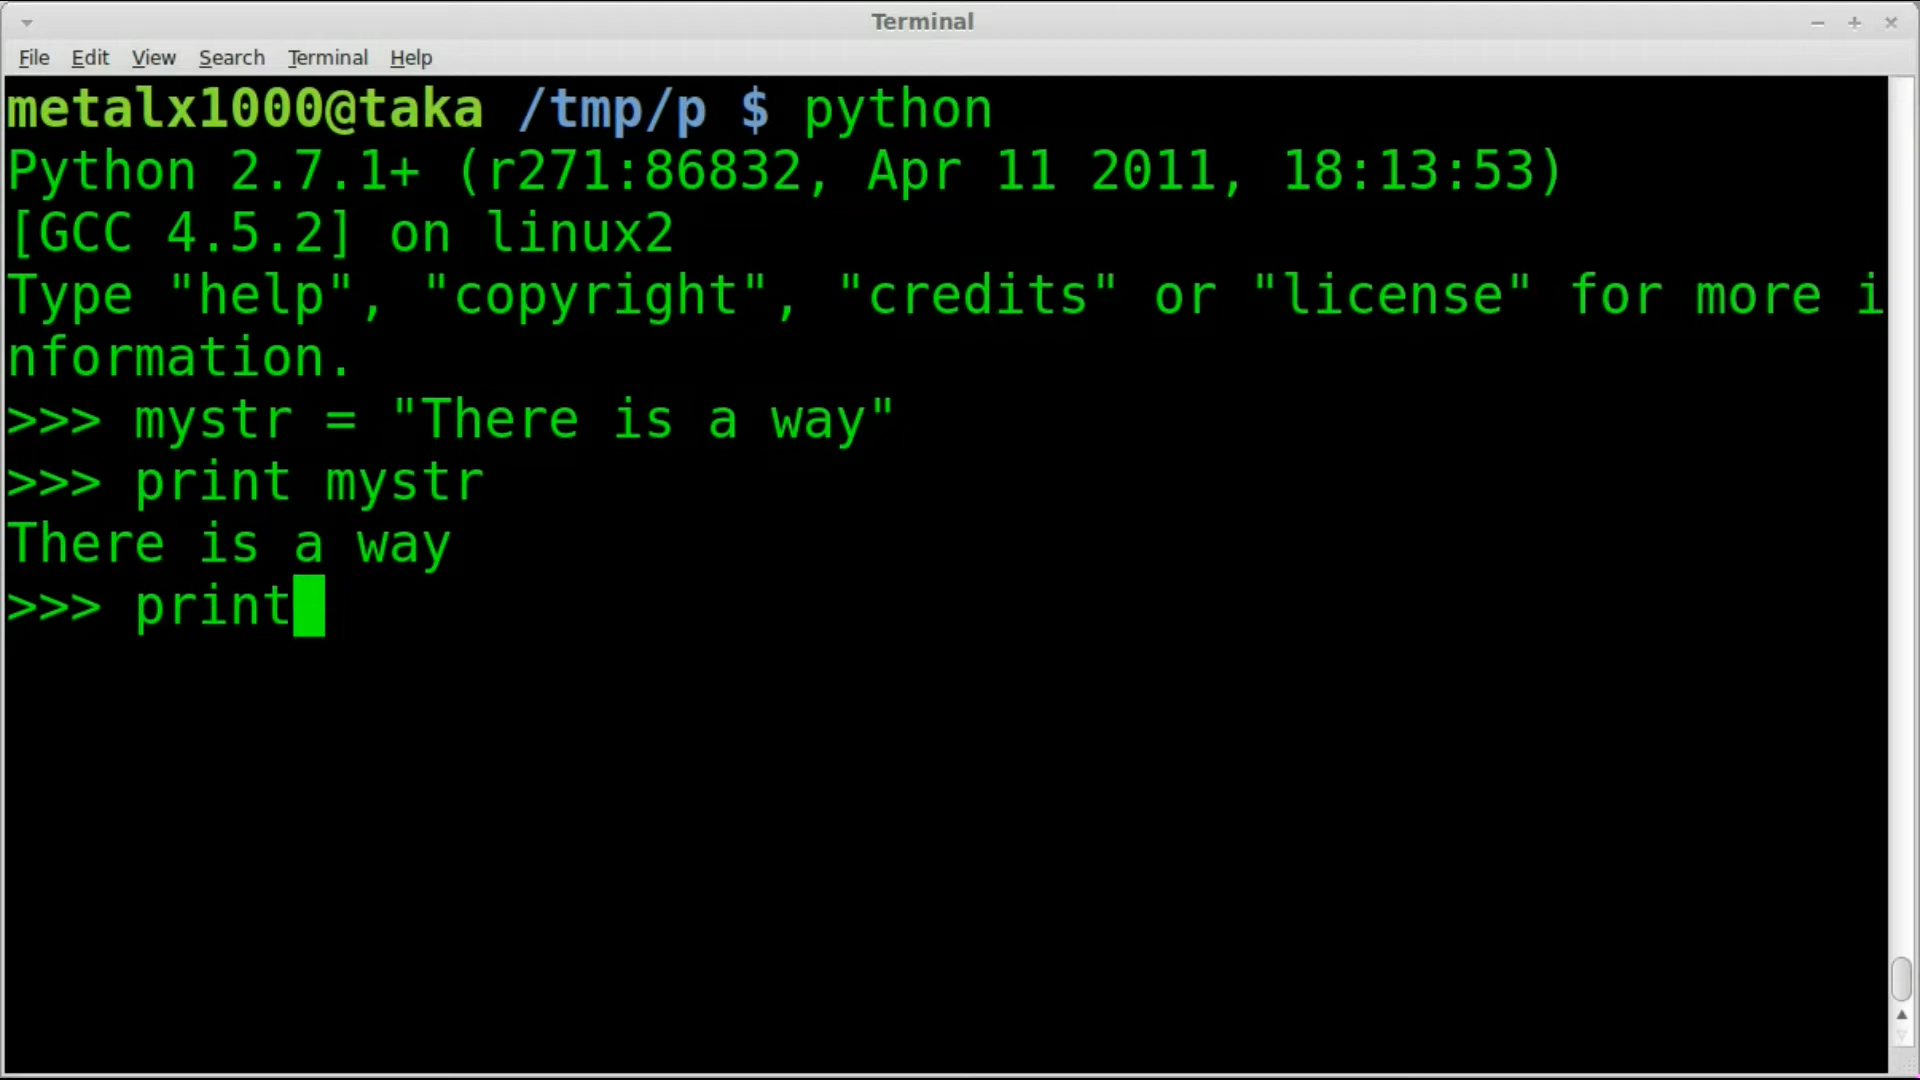 Terminal
File Edit View Search Terminal Help
metalx1000@taka /tmp/p $ python
Python 2.7.1+ (r271:86832, Apr 11 2011, 18:13:53)
[GCC 4.5.2] on linux2
Type "help", "copyright", "credits" or "license" for more i
nformation.
>>> mystr = "There is a way"
>>> print mystr
There is a way
>>> print